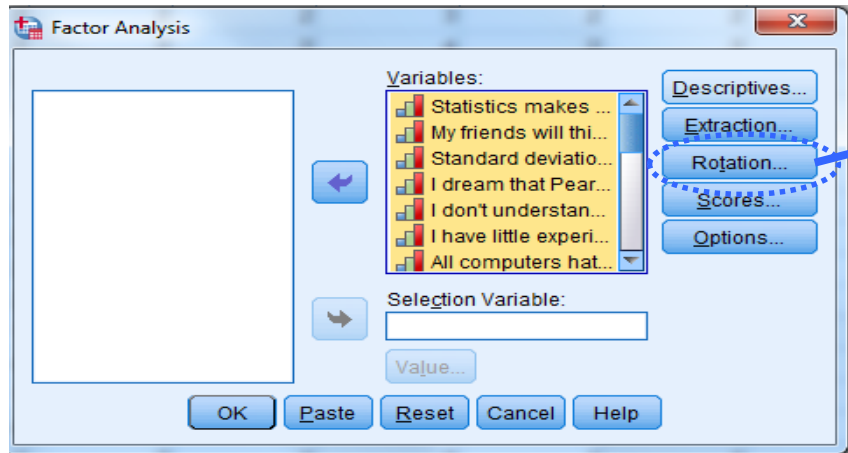 Factor Analysis
Variables:
Statistics makes ...
My friends will thi...
Standard deviatio...
I dream that Pear...
I don't understan...
I have little experi...
All computers hat...
Selection Variable:
Value...
Descriptives...
Extraction...
Rotation...
Scores...
Options...
OK Paste Reset Cancel Help